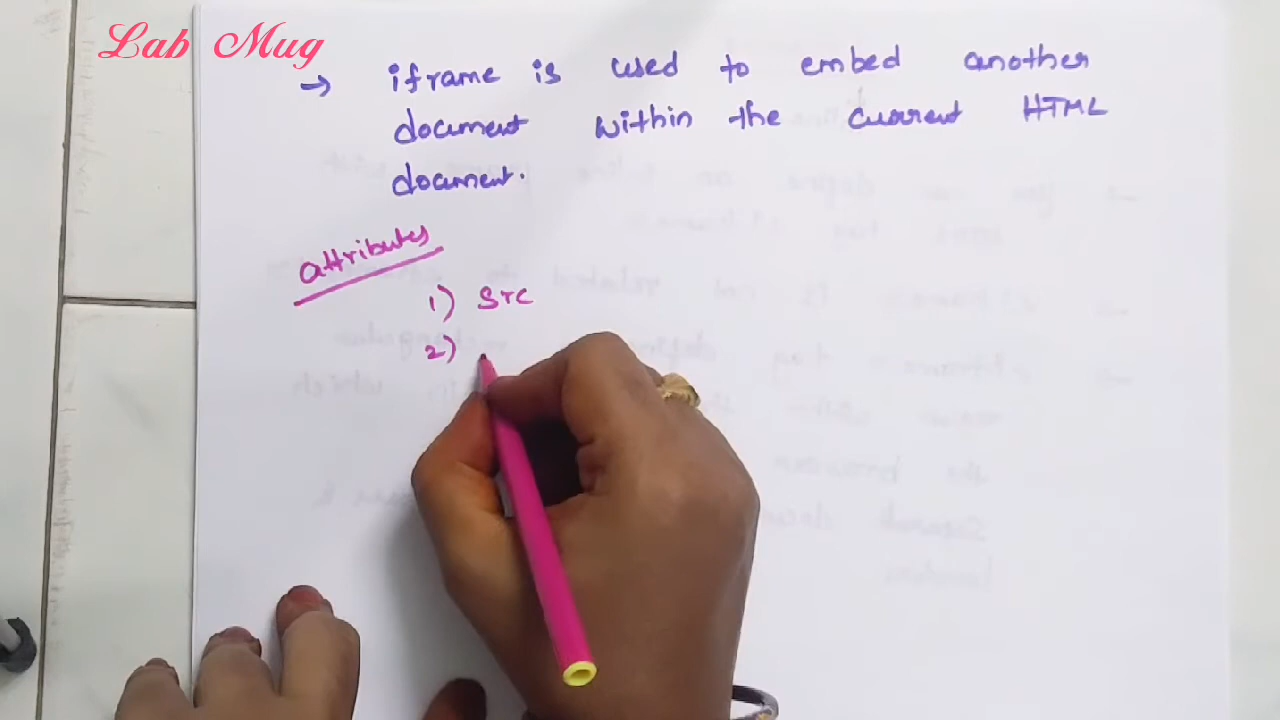 Lab Mug
→ iframe is used to embed another
document within the current HTML
document.
attributes
1) Src
2)